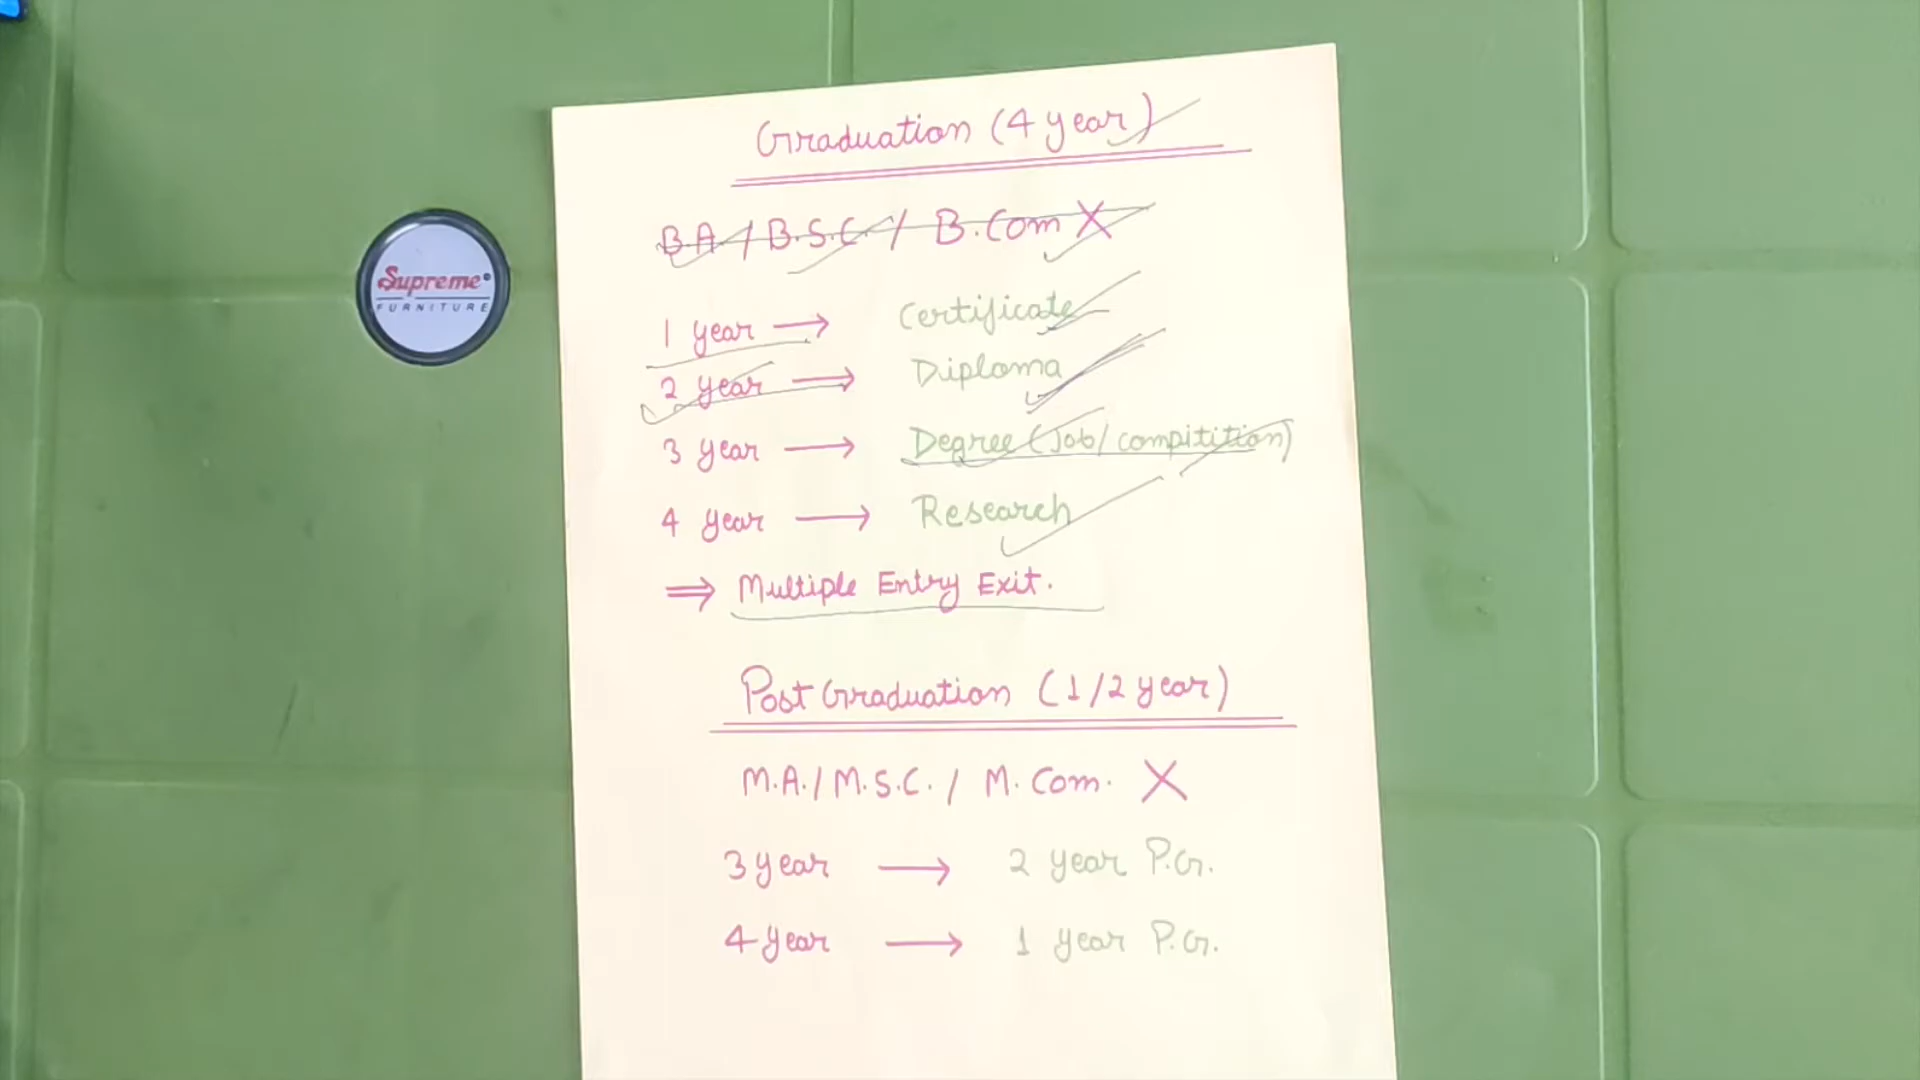 Graduation (4 year)
B.A / B.S.C. / B.Com X
1 year → Certificate
2 year → Diploma
3 year → Degree (Job/compitition)
4 year → Research
⇒ Multiple Entry Exit.
Post Graduation (1/2 year)
M.A./M.S.C./ M. Com. X
3 year → 2 year P.G.
4 year → 1 year P.G.
Supreme
FURNITURE